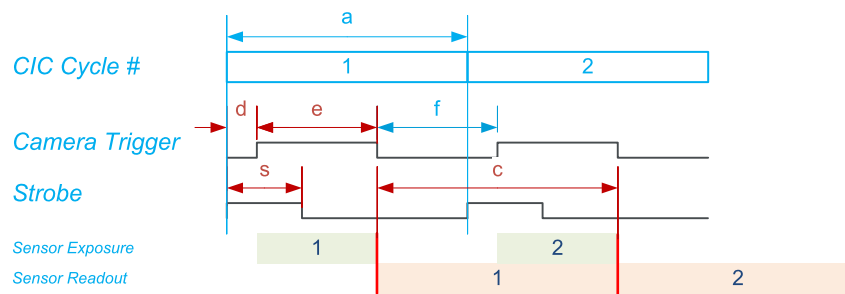 a
CIC Cycle # 1 2
d e f
Camera Trigger
s c
Strobe
Sensor Exposure 1 2
Sensor Readout 1 2